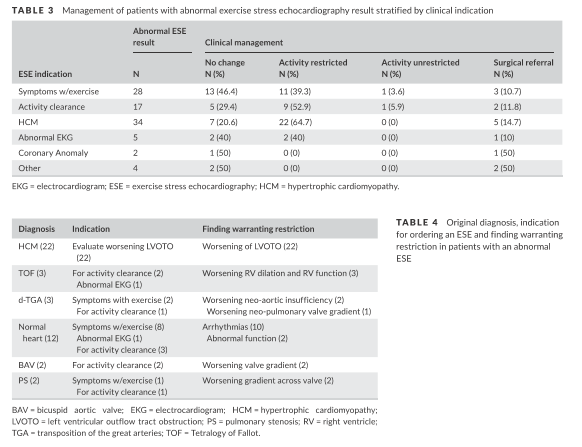 TABLE 3 Management of patients with abnormal exercise stress echocardiography result stratified by clinical indication
Abnormal ESE result Clinical management
ESE indication N No change N (%) Activity restricted N (%) Activity unrestricted N (%) Surgical referral N (%)
Symptoms w/exercise 28 13 (46.4) 11 (39.3) 1 (3.6) 3 (10.7)
Activity clearance 17 5 (29.4) 9 (52.9) 1 (5.9) 2 (11.8)
HCM 34 7 (20.6) 22 (64.7) 0 (0) 5 (14.7)
Abnormal EKG 5 2 (40) 2 (40) 0 (0) 1 (10)
Coronary Anomaly 2 1 (50) 0 (0) 0 (0) 1 (50)
Other 4 2 (50) 0 (0) 0 (0) 2 (50)
EKG = electrocardiogram; ESE = exercise stress echocardiography; HCM = hypertrophic cardiomyopathy.
TABLE 4 Original diagnosis, indication
for ordering an ESE and finding warranting
restriction in patients with an abnormal
ESE
Diagnosis Indication Finding warranting restriction
HCM (22) Evaluate worsening LVOTO Worsening of LVOTO (22)
(22)
TOF (3) For activity clearance (2) Worsening RV dilation and RV function (3)
Abnormal EKG (1)
d-TGA (3) Symptoms with exercise (2) Worsening neo-aortic insufficiency (2)
For activity clearance (1) Worsening neo-pulmonary valve gradient (1)
Normal Symptoms w/exercise (8) Arrhythmias (10)
heart (12) Abnormal EKG (1) Abnormal function (2)
For activity clearance (3)
BAV (2) For activity clearance (2) Worsening valve gradient (2)
PS (2) Symptoms w/exercise (1) Worsening gradient across valve (2)
For activity clearance (1)
BAV = bicuspid aortic valve; EKG = electrocardiogram; HCM = hypertrophic cardiomyopathy;
LVOTO = left ventricular outflow tract obstruction; PS = pulmonary stenosis; RV = right ventricle;
TGA = transposition of the great arteries; TOF = Tetralogy of Fallot.